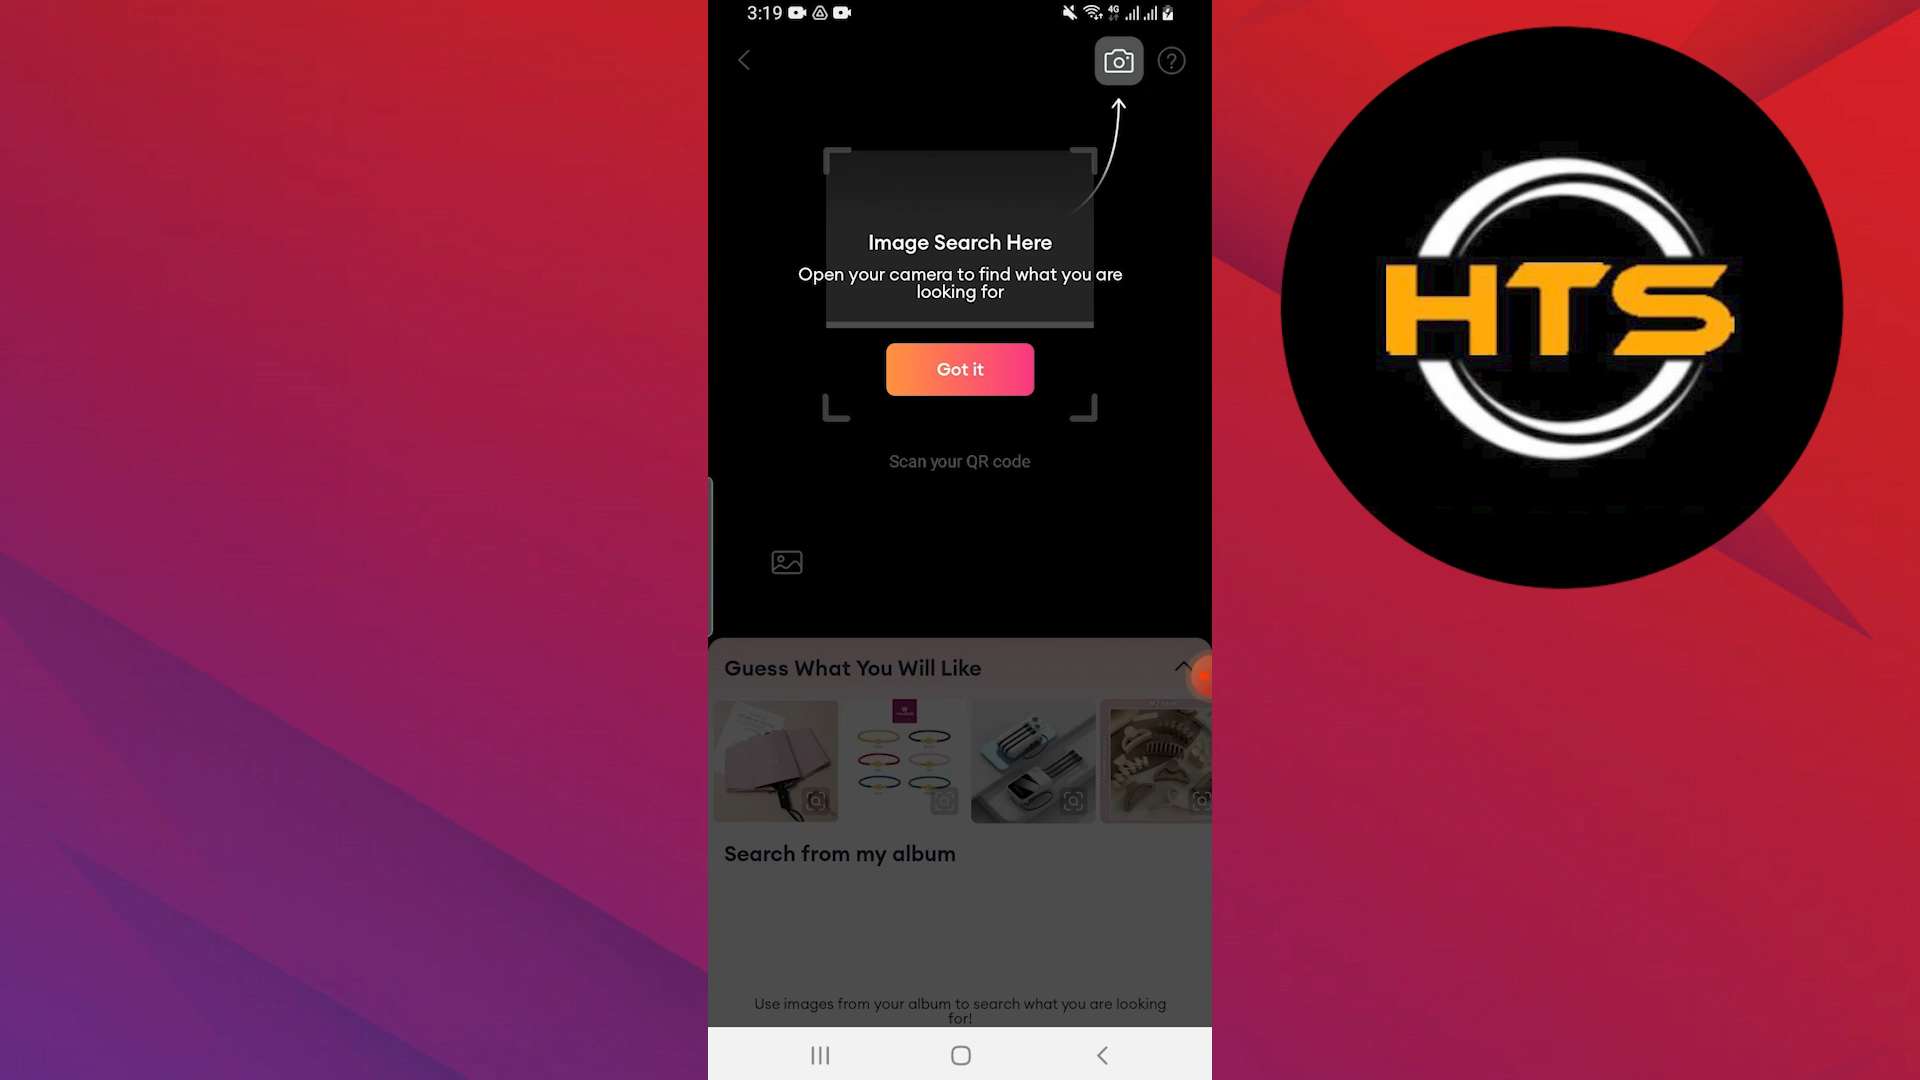 3:19
4G
Image Search Here
Open your camera to find what you are
looking for
Got it
Scan your QR code
Guess What You Will Like
Search from my album
Use images from your album to search what you are looking
for!
HTS